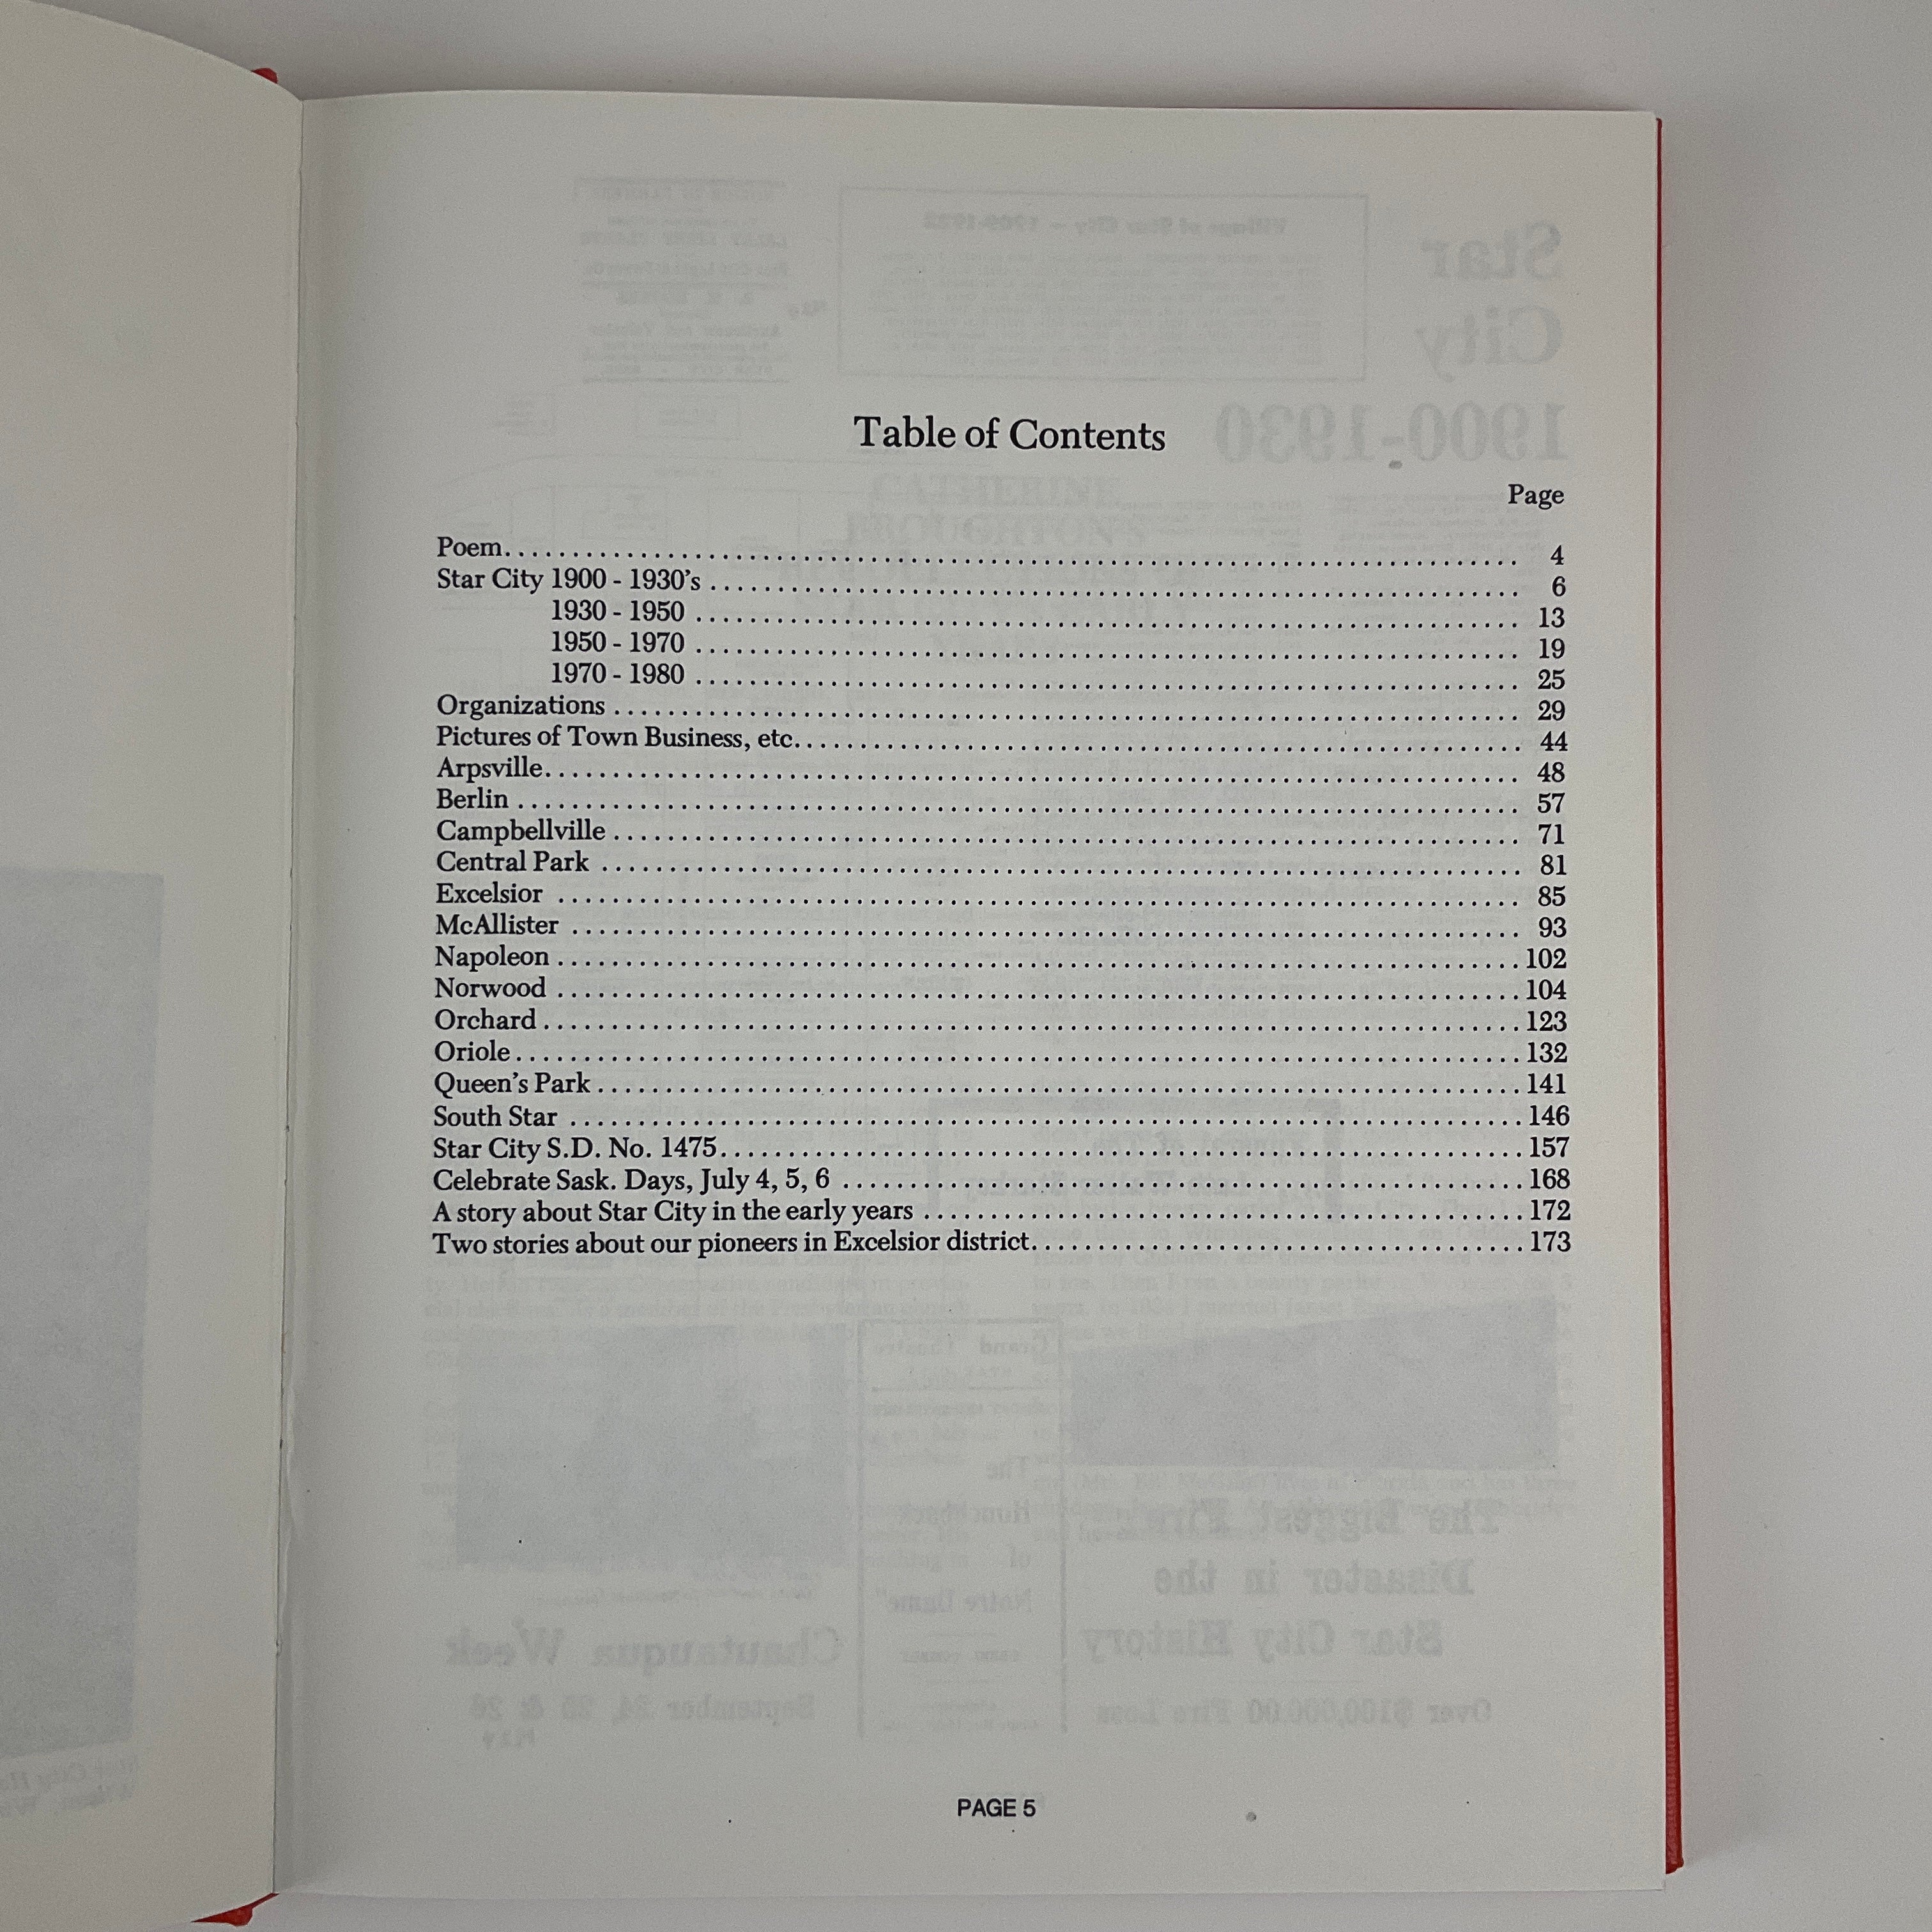 Table of Contents
Page
Poem. . . . . . . . . . . . . . . . . . . . 4
Star City 1900 - 1930's . . . . . . . . . . . . . . . . . . . . 6
1930 - 1950 . . . . . . . . . . . . . . . . . . . . 13
1950 - 1970 . . . . . . . . . . . . . . . . . . . . 19
1970 - 1980 . . . . . . . . . . . . . . . . . . . . 25
Organizations . . . . . . . . . . . . . . . . . . . . 29
Pictures of Town Business, etc. . . . . . . . . . . . . . . . . . . . . 44
Arpsville. . . . . . . . . . . . . . . . . . . . 48
Berlin . . . . . . . . . . . . . . . . . . . . 57
Campbellville . . . . . . . . . . . . . . . . . . . . 71
Central Park . . . . . . . . . . . . . . . . . . . . 81
Excelsior . . . . . . . . . . . . . . . . . . . . 85
McAllister . . . . . . . . . . . . . . . . . . . . 93
Napoleon . . . . . . . . . . . . . . . . . . . . 102
Norwood . . . . . . . . . . . . . . . . . . . . 104
Orchard . . . . . . . . . . . . . . . . . . . . 123
Oriole . . . . . . . . . . . . . . . . . . . . 132
Queen's Park . . . . . . . . . . . . . . . . . . . . 141
South Star . . . . . . . . . . . . . . . . . . . . 146
Star City S.D. No. 1475. . . . . . . . . . . . . . . . . . . . 157
Celebrate Sask. Days, July 4, 5, 6 . . . . . . . . . . . . . . . . . . . . 168
A story about Star City in the early years . . . . . . . . . . . . . . . . . . . . 172
Two stories about our pioneers in Excelsior district. . . . . . . . . . . . . . . . . . . . 173
PAGE 5